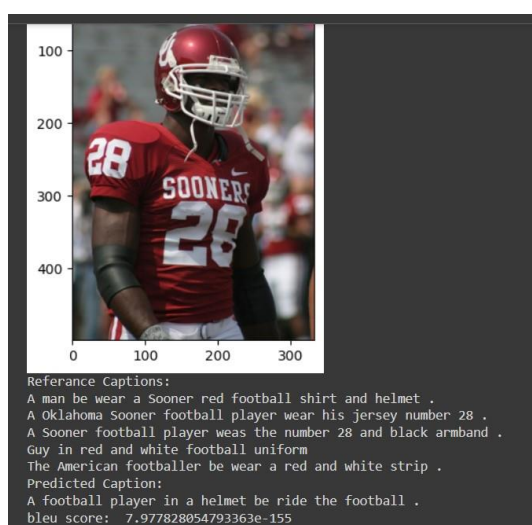 100
28
200
SOONERS
28
300
400
0 100 200 300
Referance Captions:
A man be wear a Sooner red football shirt and helmet .
A Oklahoma Sooner football player wear his jersey number 28 .
A Sooner football player weas the number 28 and black armband .
Guy in red and white football uniform
The American footballer be wear a red and white strip .
Predicted Caption:
A football player in a helmet be ride the football .
bleu score:  7.977828054793363e-155